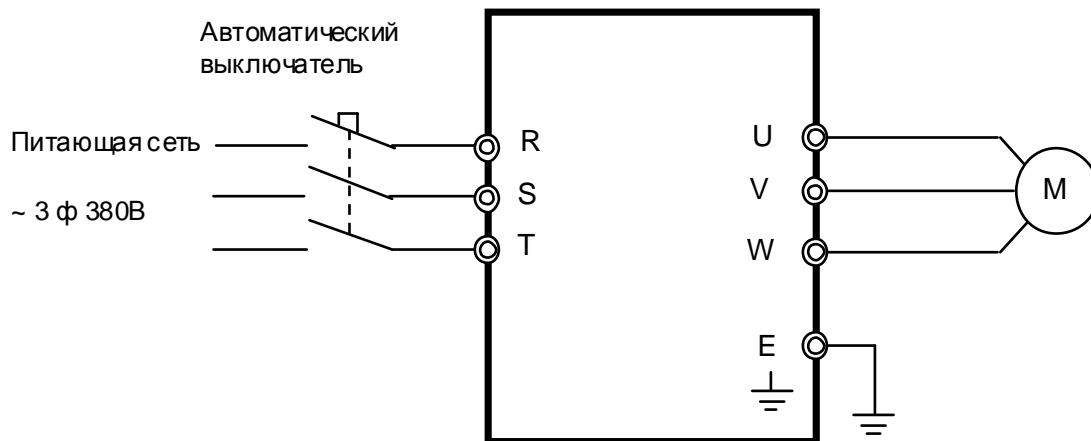 Автоматический
выключатель
Питающая сеть
~ 3 ф 380В
R
S
T
U
V
W
E
M